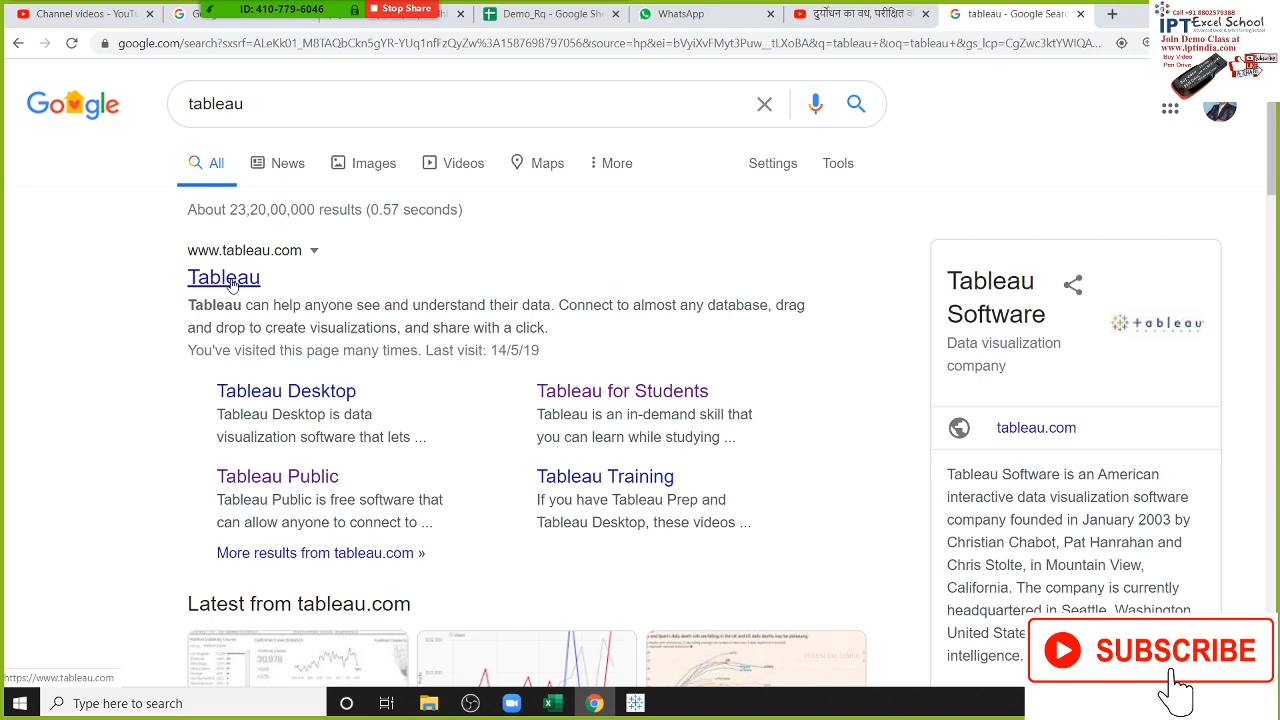 Channel video
YouT
G
ID: 410-779-6046
Stop Share
Google She
WhatsApp
दुर्योधन का वध, परीक्षित क
tableau - Google Sear
Call +91 8802579388
IPT Excel School
Join Demo Class at
www.iptindia.com
Buy Video
Pen Drive
google.com/search?sxsrf=ALeKk01_M8TAQbCkn5gYR-YUq1nFrzQyAA
source=hp&ei=bVyiXvFMy
oq=tableau+&gs_lcp=CgZwc3ktYWIQA...
Google
tableau
All
News
Images
Videos
Maps
More
Settings
Tools
About 23,20,00,000 results (0.57 seconds)
www.tableau.com
Tableau
Tableau can help anyone see and understand their data. Connect to almost any database, drag
and drop to create visualizations, and share with a click.
You've visited this page many times. Last visit: 14/5/19
Tableau Desktop
Tableau Desktop is data
visualization software that lets ...
Tableau for Students
Tableau is an in-demand skill that
you can learn while studying ...
Tableau Public
Tableau Public is free software that
can allow anyone to connect to ...
Tableau Training
If you have Tableau Prep and
Tableau Desktop, these videos ...
More results from tableau.com »
Latest from tableau.com
Tableau
Software
Data visualization
company
tableau
tableau.com
Tableau Software is an American
interactive data visualization software
company founded in January 2003 by
Christian Chabot, Pat Hanrahan and
Chris Stolte, in Mountain View,
California. The company is currently
headquartered in Seattle, Washington
United State
intelligence.
SUBSCRIBE
https://www.tableau.com
Type here to search